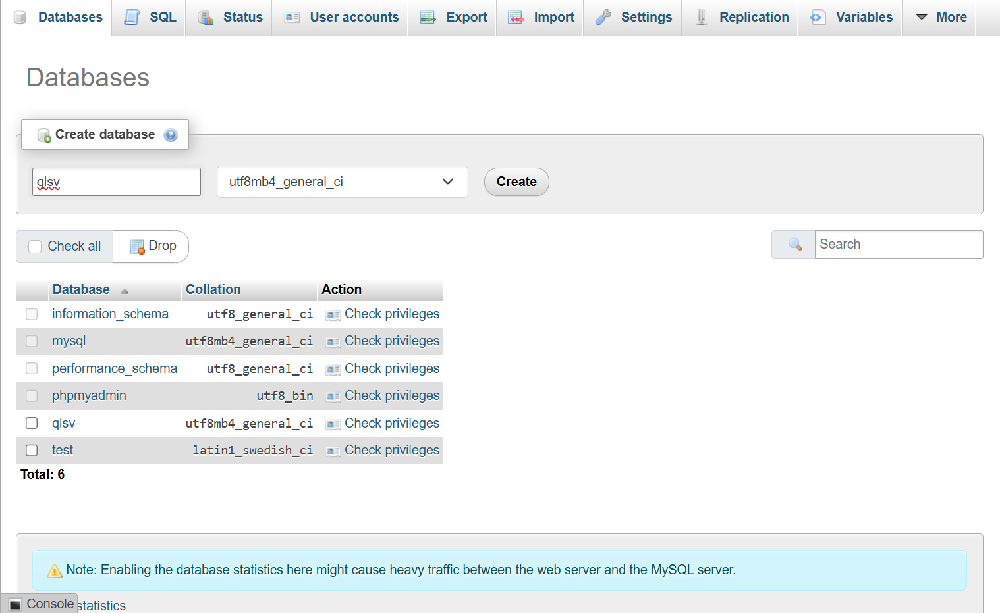 Databases SQL Status User accounts Export Import Settings Replication Variables More
Databases
Create database
qlsv utf8mb4_general_ci Create
Check all Drop Search
Database Collation Action
information_schema utf8_general_ci Check privileges
mysql utf8mb4_general_ci Check privileges
performance_schema utf8_general_ci Check privileges
phpmyadmin utf8_bin Check privileges
qlsv utf8mb4_general_ci Check privileges
test latin1_swedish_ci Check privileges
Total: 6
Note: Enabling the database statistics here might cause heavy traffic between the web server and the MySQL server.
Console statistics